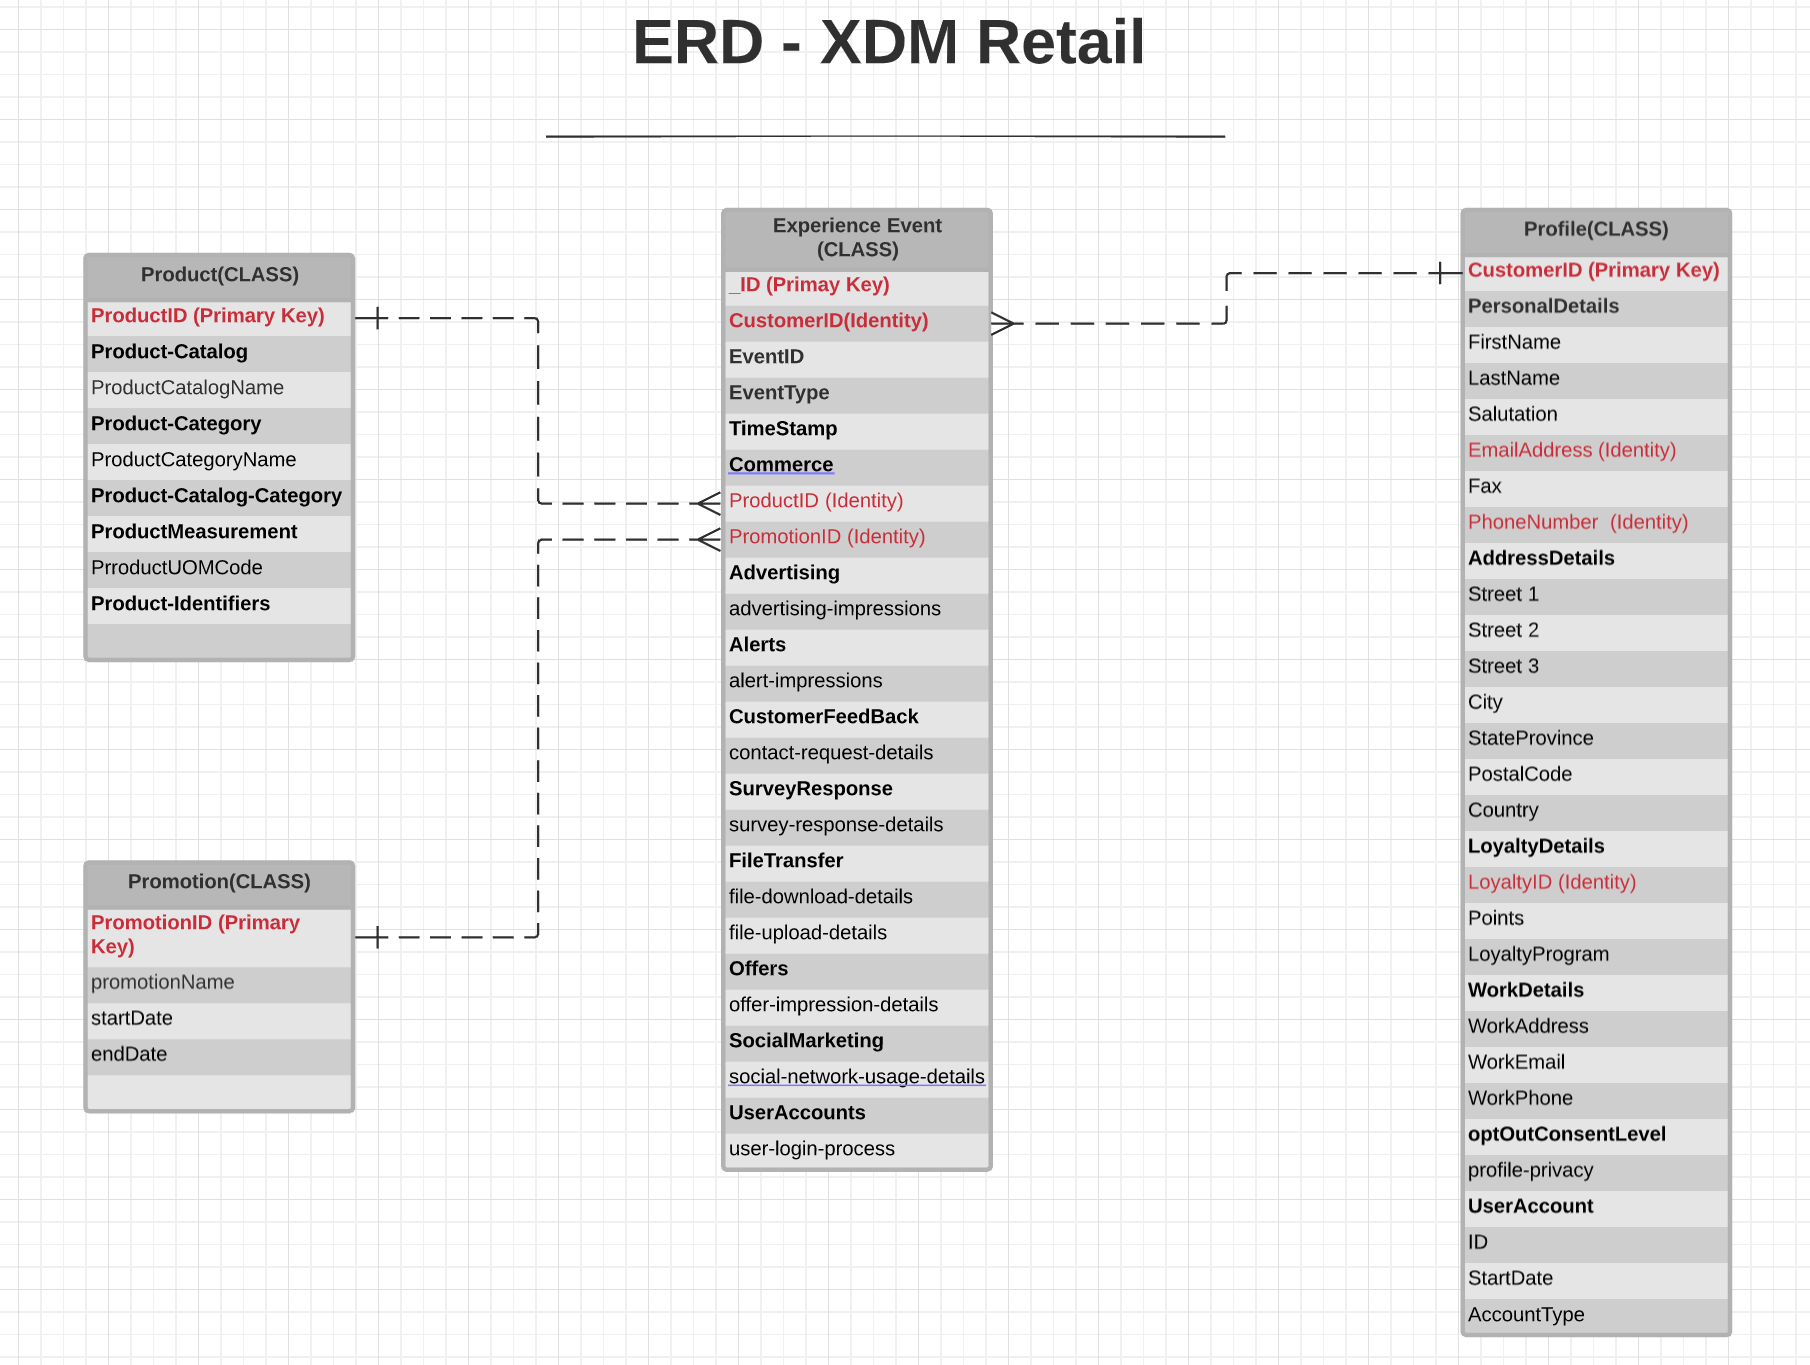 ERD - XDM Retail
Product(CLASS)
ProductID (Primary Key)
Product-Catalog
ProductCatalogName
Product-Category
ProductCategoryName
Product-Catalog-Category
ProductMeasurement
PrroductUOMCode
Product-Identifiers
Promotion(CLASS)
PromotionID (Primary
Key)
promotionName
startDate
endDate
Experience Event
(CLASS)
_ID (Primay Key)
CustomerID(Identity)
EventID
EventType
TimeStamp
Commerce
ProductID (Identity)
PromotionID (Identity)
Advertising
advertising-impressions
Alerts
alert-impressions
CustomerFeedBack
contact-request-details
SurveyResponse
survey-response-details
FileTransfer
file-download-details
file-upload-details
Offers
offer-impression-details
SocialMarketing
social-network-usage-details
UserAccounts
user-login-process
Profile(CLASS)
CustomerID (Primary Key)
PersonalDetails
FirstName
LastName
Salutation
EmailAddress (Identity)
Fax
PhoneNumber  (Identity)
AddressDetails
Street 1
Street 2
Street 3
City
StateProvince
PostalCode
Country
LoyaltyDetails
LoyaltyID (Identity)
Points
LoyaltyProgram
WorkDetails
WorkAddress
WorkEmail
WorkPhone
optOutConsentLevel
profile-privacy
UserAccount
ID
StartDate
AccountType